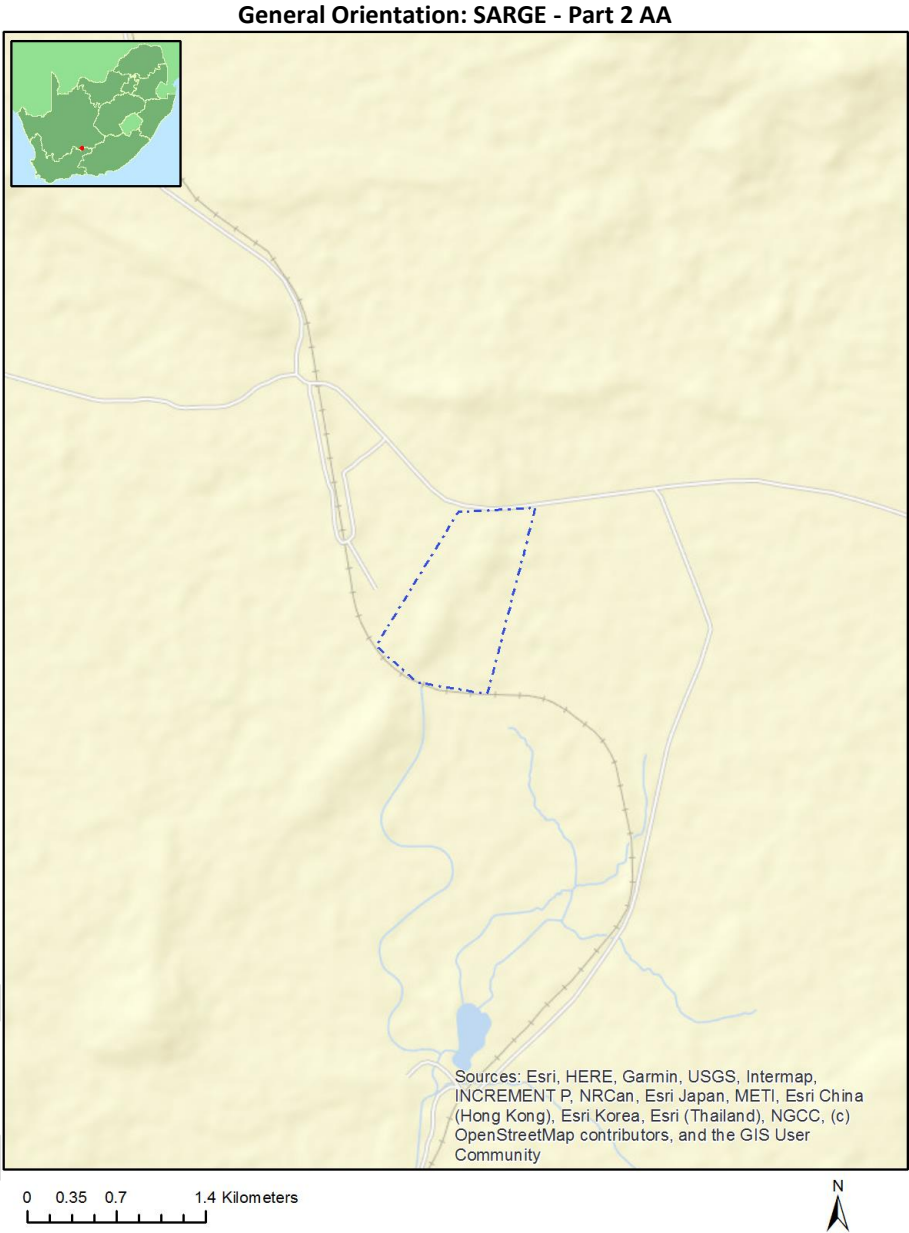 General Orientation: SARGE - Part 2 AA
Sources: Esri, HERE, Garmin, USGS, Intermap,
INCREMENT P, NRCan, Esri Japan, METI, Esri China
(Hong Kong), Esri Korea, Esri (Thailand), NGCC, (c)
OpenStreetMap contributors, and the GIS User
Community
0 0.35 0.7 1.4 Kilometers
N